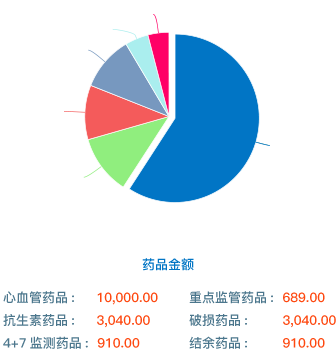 药品金额
心血管药品： 10,000.00 重点监管药品： 689.00
抗生素药品： 3,040.00 破损药品： 3,040.00
4+7 监测药品： 910.00 结余药品： 910.00